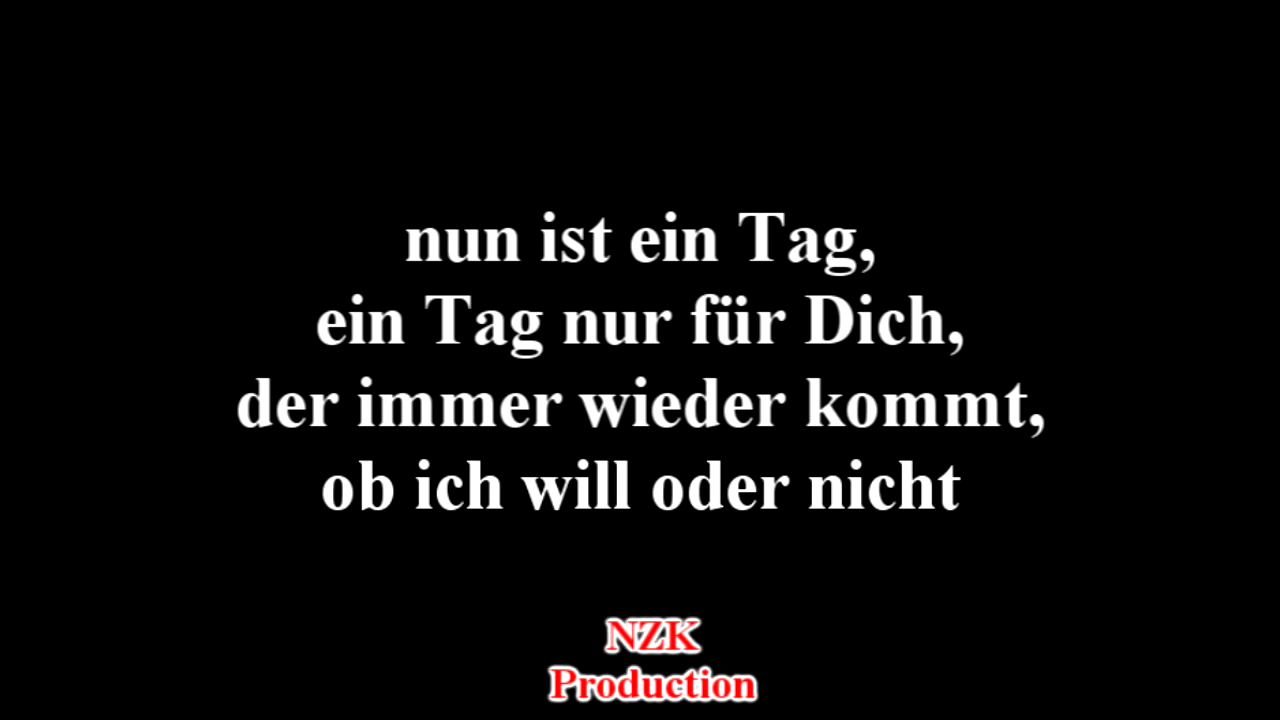 nun ist ein Tag,
ein Tag nur für Dich,
der immer wieder kommt,
ob ich will oder nicht
NZK
Production